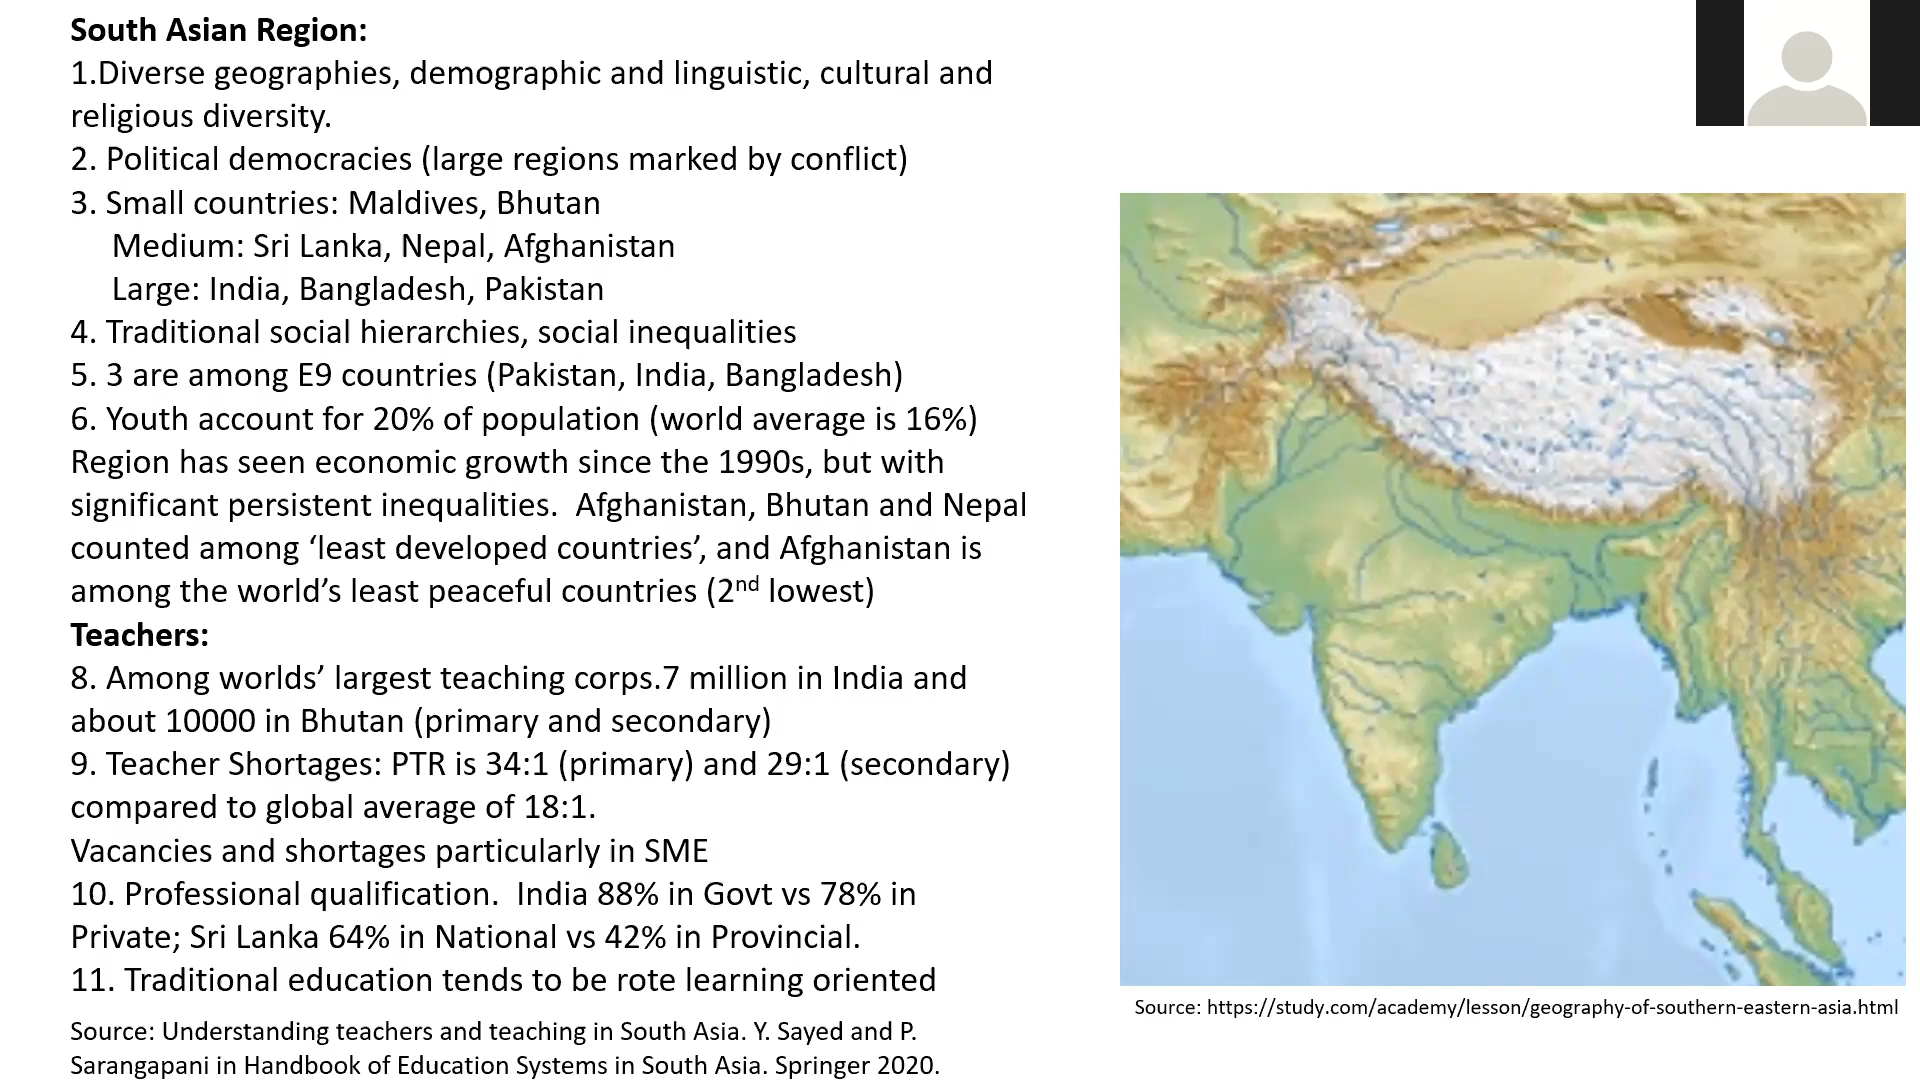 South Asian Region:
1.Diverse geographies, demographic and linguistic, cultural and
religious diversity.
2. Political democracies (large regions marked by conflict)
3. Small countries: Maldives, Bhutan
Medium: Sri Lanka, Nepal, Afghanistan
Large: India, Bangladesh, Pakistan
4. Traditional social hierarchies, social inequalities
5. 3 are among E9 countries (Pakistan, India, Bangladesh)
6. Youth account for 20% of population (world average is 16%)
Region has seen economic growth since the 1990s, but with
significant persistent inequalities.  Afghanistan, Bhutan and Nepal
counted among ‘least developed countries’, and Afghanistan is
among the world’s least peaceful countries (2nd lowest)
Teachers:
8. Among worlds’ largest teaching corps.7 million in India and
about 10000 in Bhutan (primary and secondary)
9. Teacher Shortages: PTR is 34:1 (primary) and 29:1 (secondary)
compared to global average of 18:1.
Vacancies and shortages particularly in SME
10. Professional qualification.  India 88% in Govt vs 78% in
Private; Sri Lanka 64% in National vs 42% in Provincial.
11. Traditional education tends to be rote learning oriented
Source: Understanding teachers and teaching in South Asia. Y. Sayed and P.
Sarangapani in Handbook of Education Systems in South Asia. Springer 2020.
Source: https://study.com/academy/lesson/geography-of-southern-eastern-asia.html